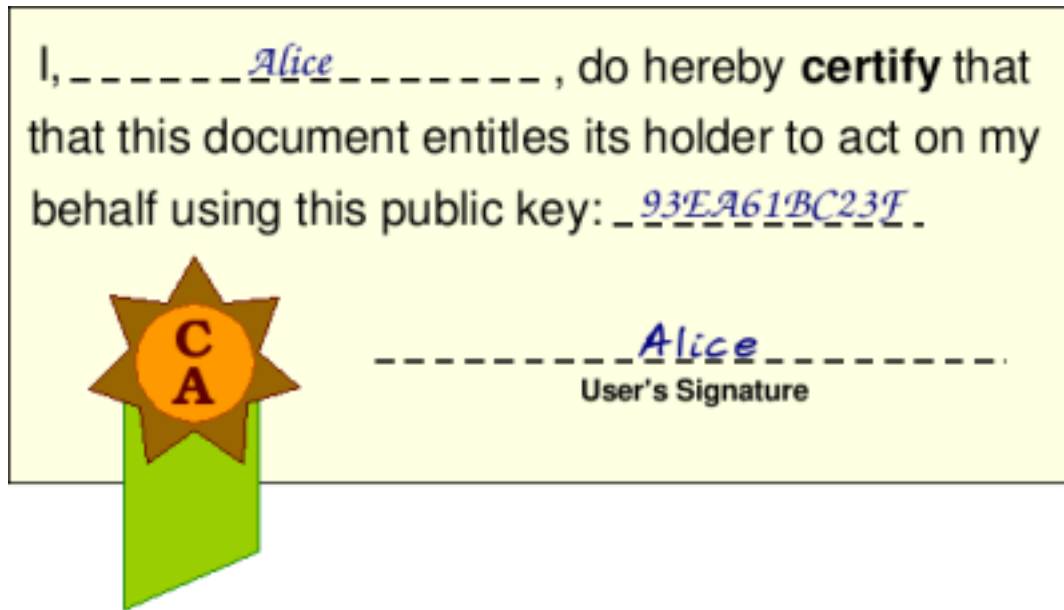 I, Alice, do hereby certify that
that this document entitles its holder to act on my
behalf using this public key: 93EA61BC23F
C
A
Alice
User's Signature